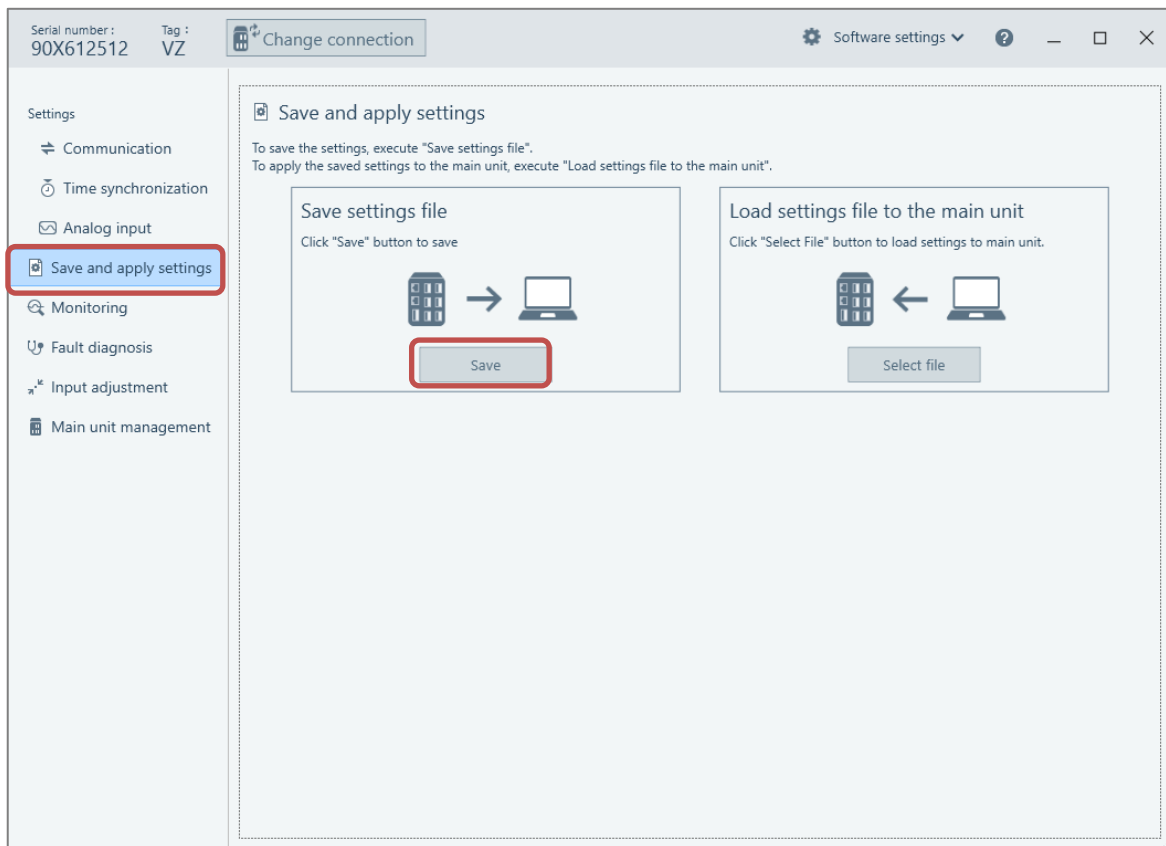 Serial number :
90X612512
Tag :
VZ
Change connection
Software settings
?
Settings
Communication
Time synchronization
Analog input
Save and apply settings
Monitoring
Fault diagnosis
Input adjustment
Main unit management
Save and apply settings
To save the settings, execute "Save settings file".
To apply the saved settings to the main unit, execute "Load settings file to the main unit".
Save settings file
Click "Save" button to save
Save
Load settings file to the main unit
Click "Select File" button to load settings to main unit.
Select file